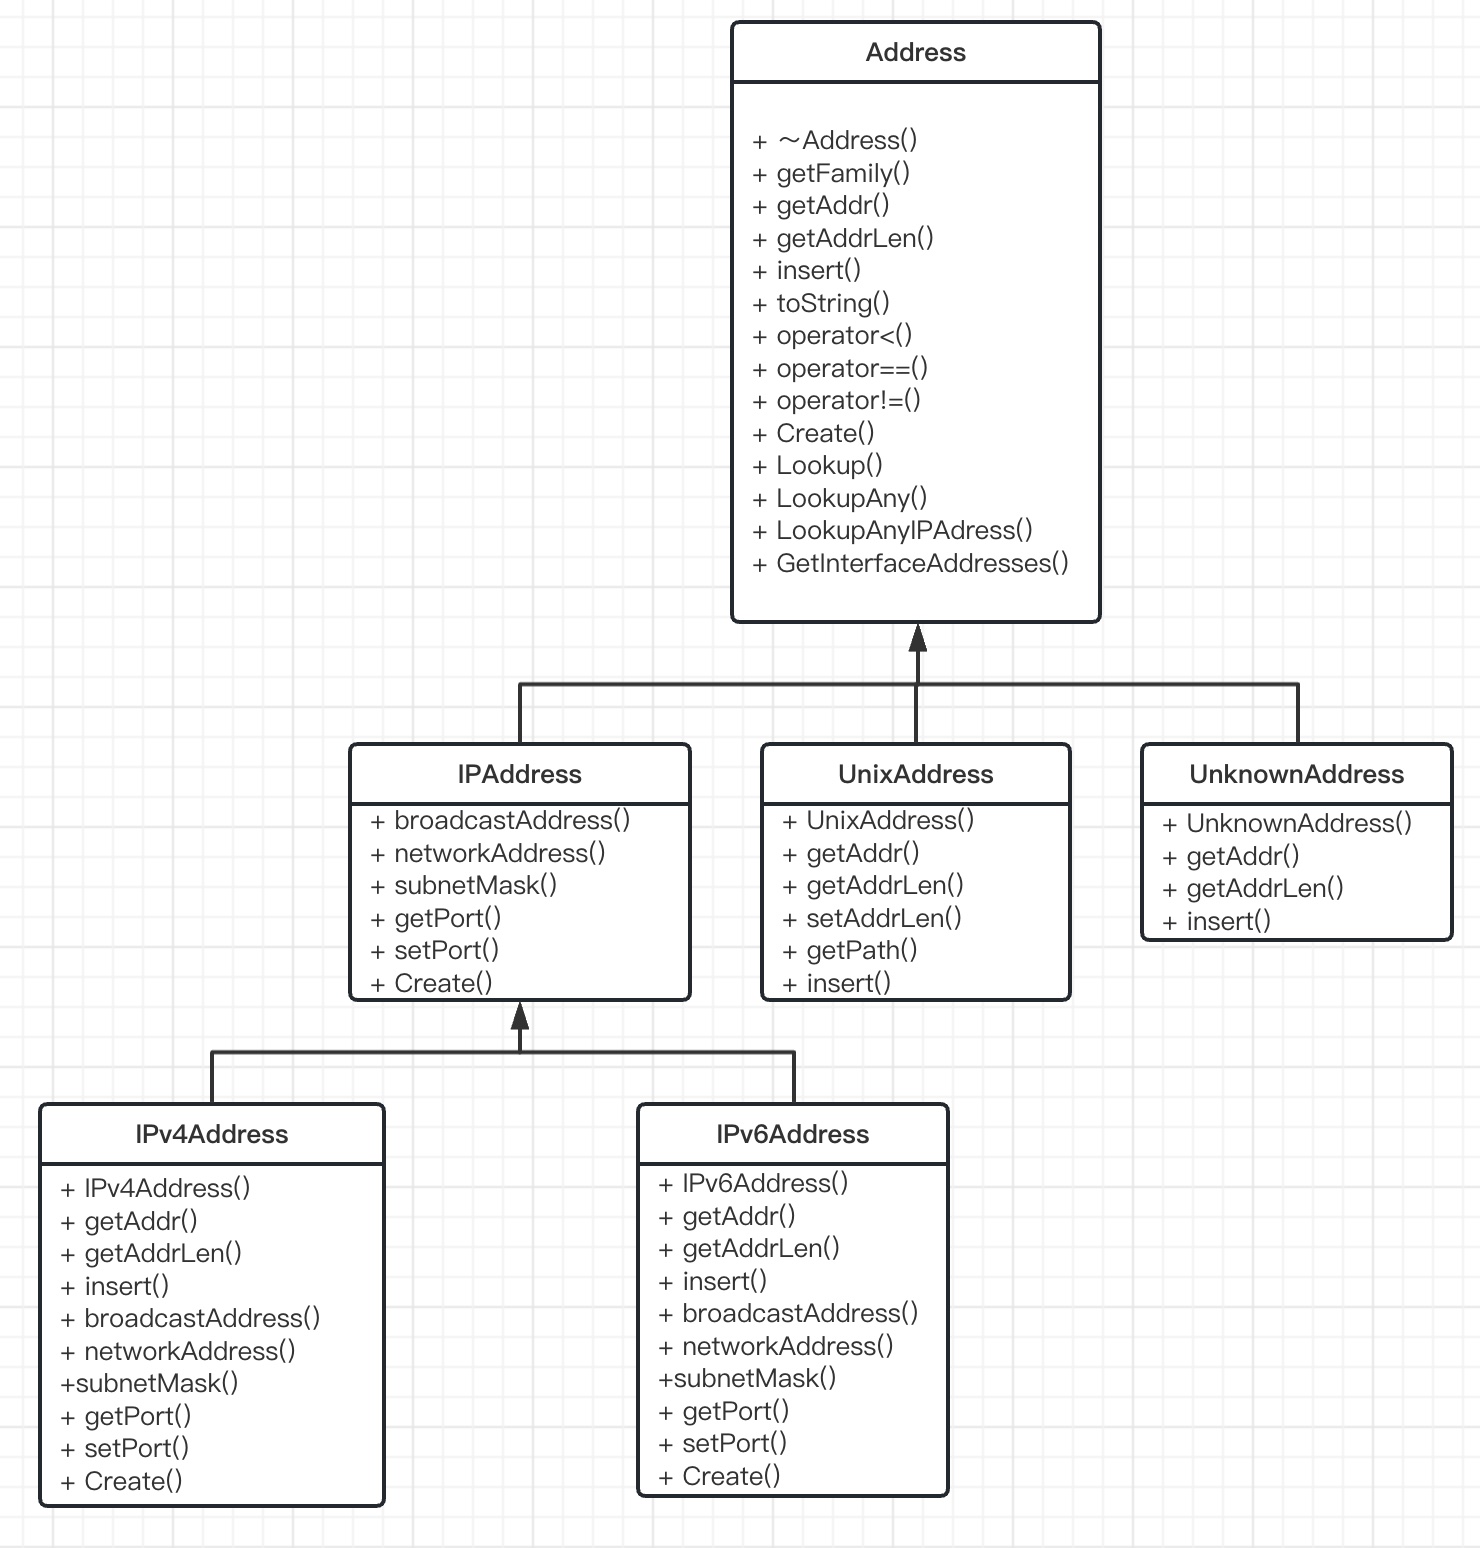 Address
+ ～Address()
+ getFamily()
+ getAddr()
+ getAddrLen()
+ insert()
+ toString()
+ operator<()
+ operator==()
+ operator!=()
+ Create()
+ Lookup()
+ LookupAny()
+ LookupAnyIPAdress()
+ GetInterfaceAddresses()
IPAddress
+ broadcastAddress()
+ networkAddress()
+ subnetMask()
+ getPort()
+ setPort()
+ Create()
UnixAddress
+ UnixAddress()
+ getAddr()
+ getAddrLen()
+ setAddrLen()
+ getPath()
+ insert()
UnknownAddress
+ UnknownAddress()
+ getAddr()
+ getAddrLen()
+ insert()
IPv4Address
+ IPv4Address()
+ getAddr()
+ getAddrLen()
+ insert()
+ broadcastAddress()
+ networkAddress()
+subnetMask()
+ getPort()
+ setPort()
+ Create()
IPv6Address
+ IPv6Address()
+ getAddr()
+ getAddrLen()
+ insert()
+ broadcastAddress()
+ networkAddress()
+subnetMask()
+ getPort()
+ setPort()
+ Create()